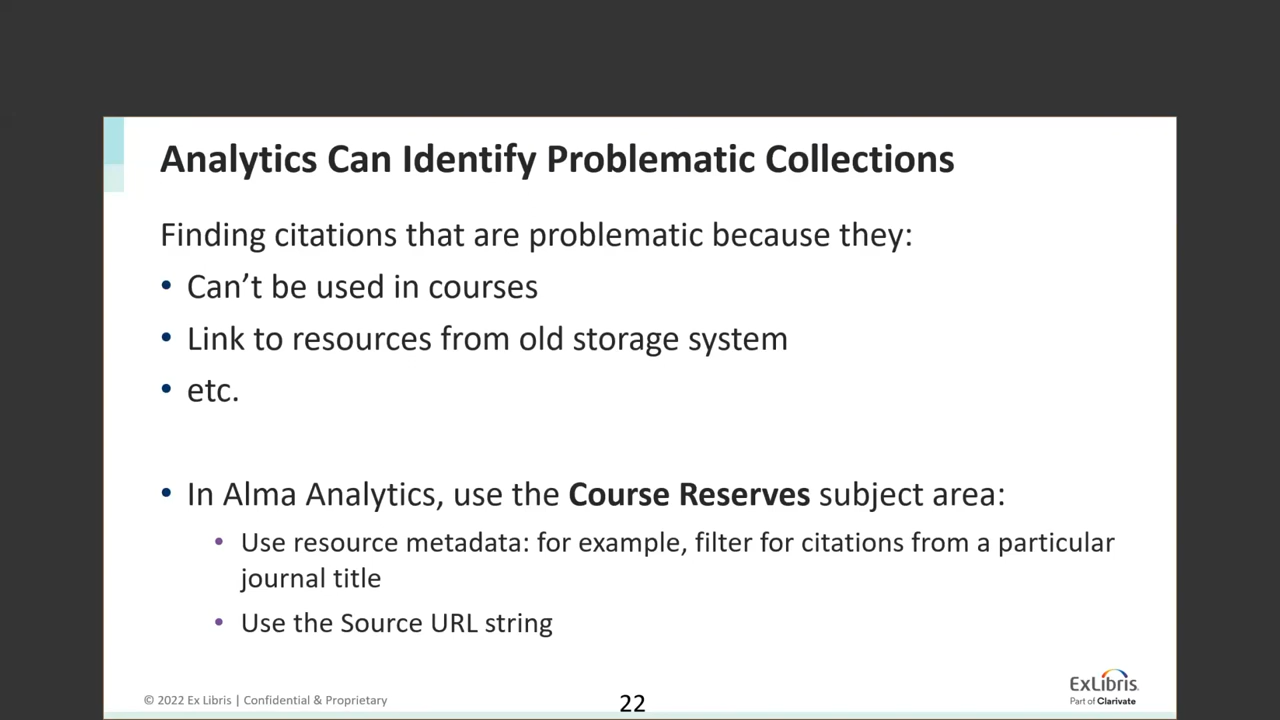 Analytics Can Identify Problematic Collections
Finding citations that are problematic because they:
• Can't be used in courses
• Link to resources from old storage system
• etc.
• In Alma Analytics, use the Course Reserves subject area:
• Use resource metadata: for example, filter for citations from a particular
journal title
• Use the Source URL string
© 2022 Ex Libris | Confidential & Proprietary
22
ExLibris
Part of Clarivate